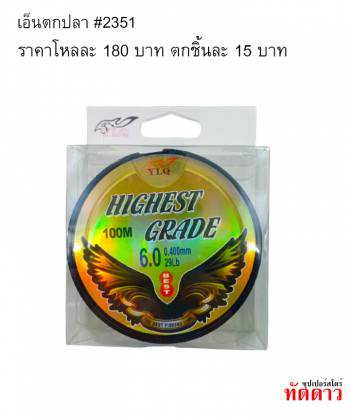 เอ็นตกปลา #2351
ราคาโหลละ 180 บาท ตกชิ้นละ 15 บาท
YLQ
YLQ
HIGHEST
100M GRADE
6.0 0,400mm
29Lb
BEST
BEST FISHING
ซุปเปอร์สโตร์
ทัดดาว